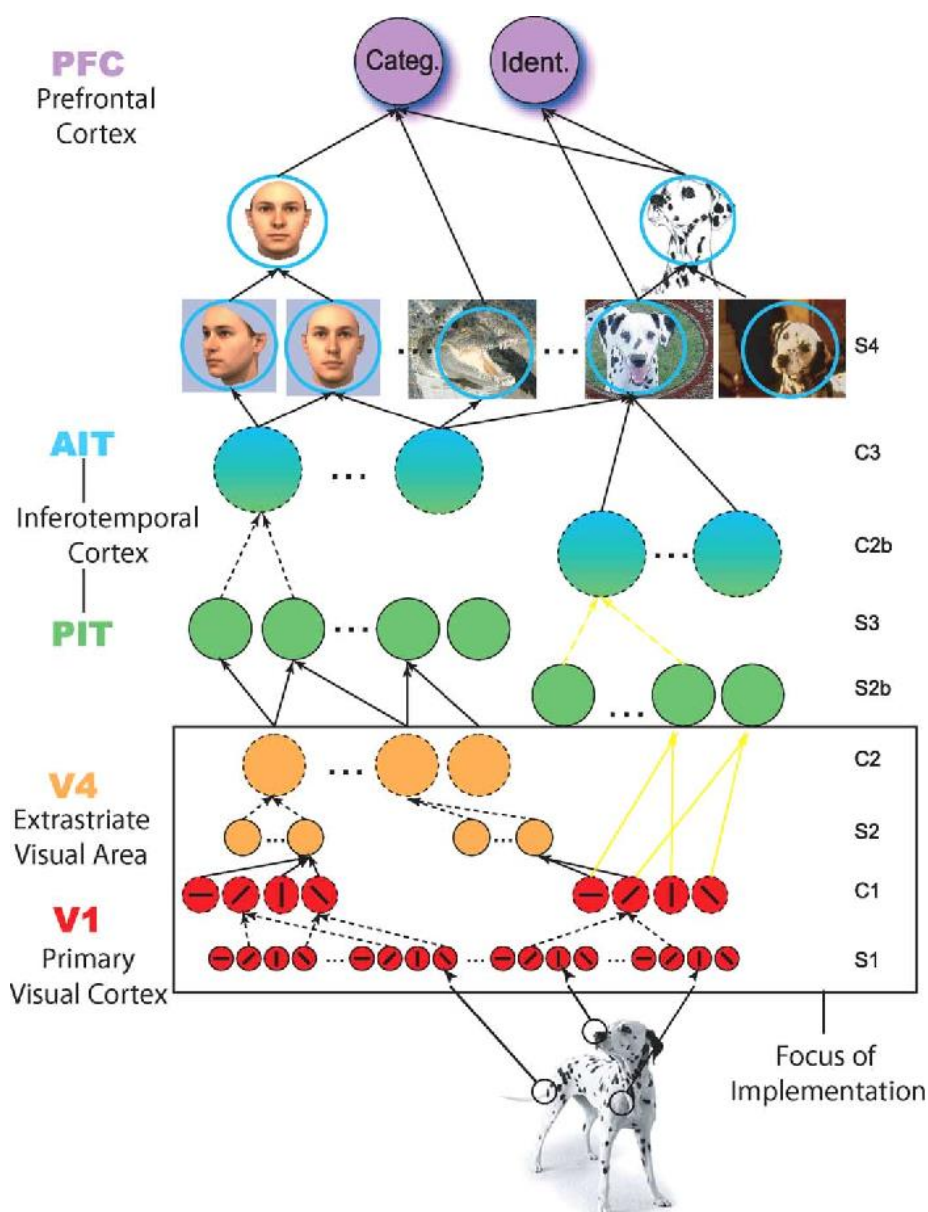 Categ.
Ident.
PFC
Prefrontal
Cortex
S4
AIT
C3
Inferotemporal
Cortex
C2b
PIT
S3
S2b
C2
V4
Extrastriate
Visual Area
S2
C1
V1
Primary
Visual Cortex
S1
Focus of
Implementation